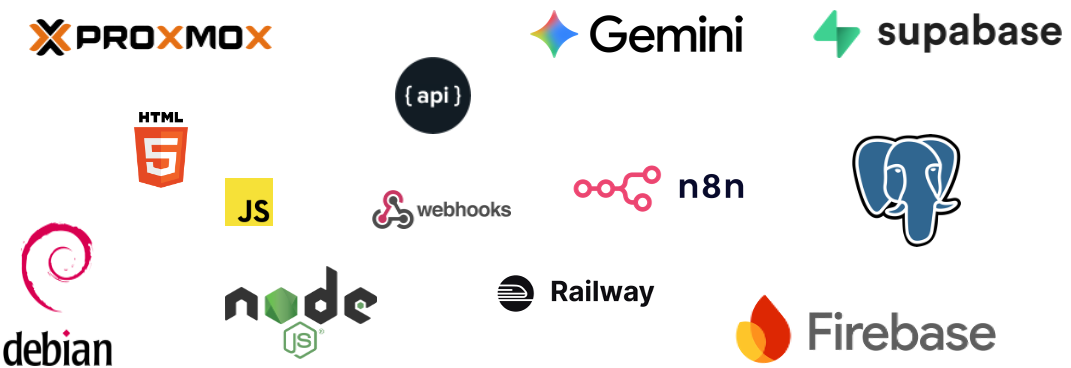 PROXMOX
Gemini
supabase
{ api }
HTML
5
JS
webhooks
n8n
debian
node
JS
®
Railway
Firebase